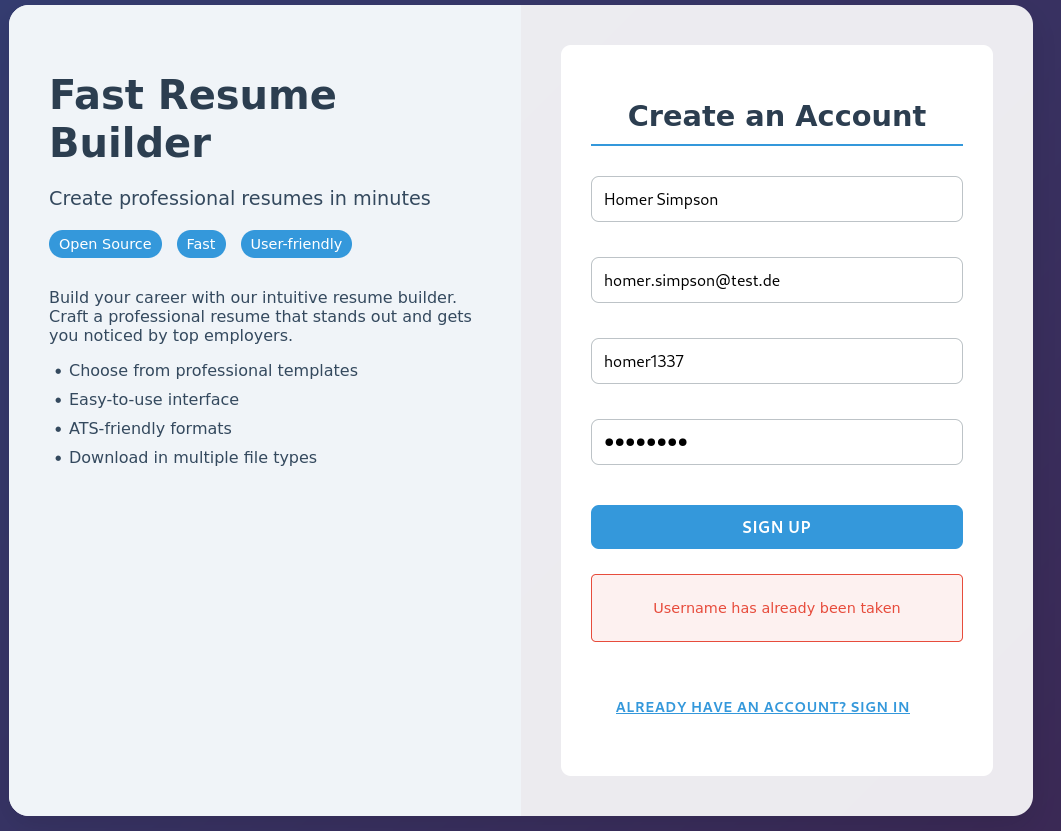 Fast Resume
Builder
Create professional resumes in minutes
Open Source Fast User-friendly
Build your career with our intuitive resume builder.
Craft a professional resume that stands out and gets
you noticed by top employers.
• Choose from professional templates
• Easy-to-use interface
• ATS-friendly formats
• Download in multiple file types
Create an Account
Homer Simpson
homer.simpson@test.de
homer1337
••••••••
SIGN UP
Username has already been taken
ALREADY HAVE AN ACCOUNT? SIGN IN